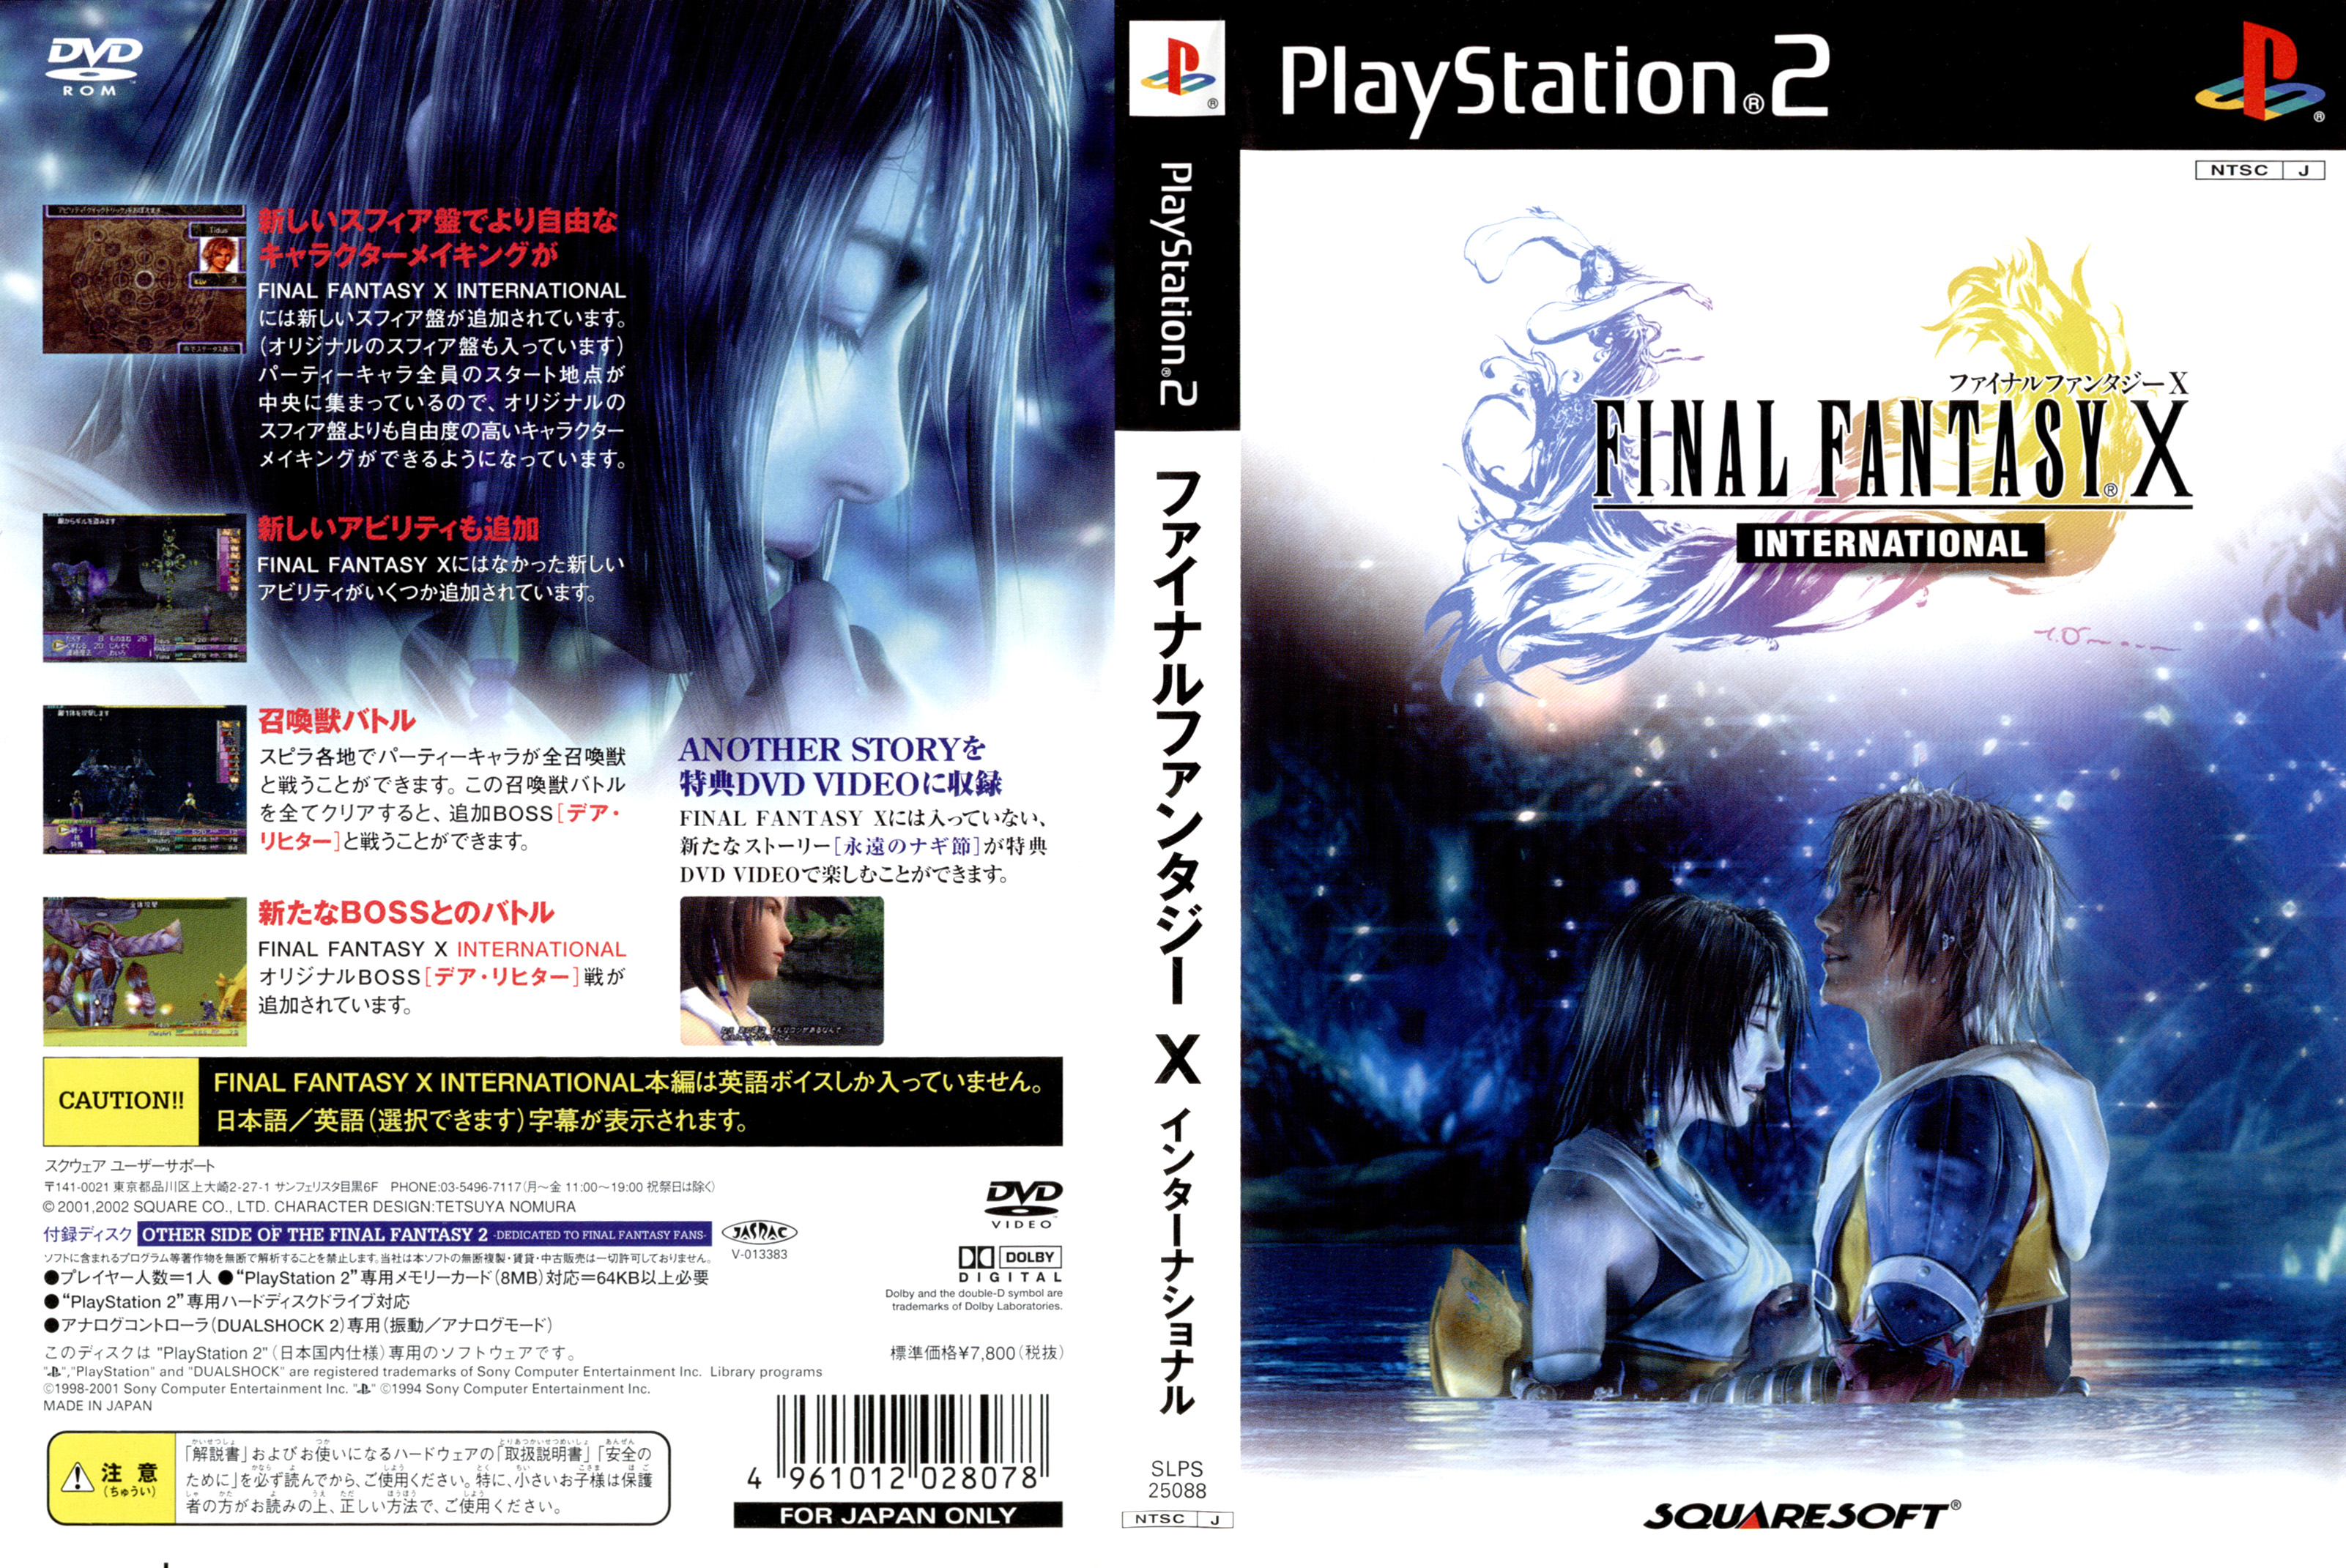 DVD
ROM
新しいスフィア盤でより自由な
キャラクターメイキングが
FINAL FANTASY X INTERNATIONAL
には新しいスフィア盤が追加されています。
(オリジナルのスフィア盤も入っています)
パーティーキャラ全員のスタート地点が
中央に集まっているので、オリジナルの
スフィア盤よりも自由度の高いキャラクター
メイキングができるようになっています。
Tidus
新しいアビリティも追加
FINAL FANTASY Xにはなかった新しい
アビリティがいくつか追加されています。
召喚獣バトル
スピラ各地でパーティーキャラが全召喚獣
と戦うことができます。この召喚獣バトル
を全てクリアすると、追加BOSS[デア・
リヒター]と戦うことができます。
新たなBOSSとのバトル
FINAL FANTASY X INTERNATIONAL
オリジナルBOSS[デア・リヒター]戦が
追加されています。
ANOTHER STORYを
特典DVD VIDEOに収録
FINAL FANTASY Xには入っていない、
新たなストーリー[永遠のナギ節]が特典
DVD VIDEOで楽しむことができます。
CAUTION!!
FINAL FANTASY X INTERNATIONAL本編は英語ボイスしか入っていません。
日本語／英語(選択できます)字幕が表示されます。
スクウェア ユーザーサポート
〒141-0021 東京都品川区上大崎2-27-1 サンフェリスタ目黒6F PHONE:03-5496-7117(月〜金 11:00〜19:00 祝祭日は除く)
©2001,2002 SQUARE CO., LTD. CHARACTER DESIGN:TETSUYA NOMURA
付録ディスク OTHER SIDE OF THE FINAL FANTASY 2 -DEDICATED TO FINAL FANTASY FANS-
ソフトに含まれるプログラム等著作物を無断で解析することを禁止します。当社は本ソフトの無断複製・賃貸・中古販売は一切許可しておりません。
●プレイヤー人数＝1人 ●“PlayStation 2”専用メモリーカード(8MB)対応＝64KB以上必要
●“PlayStation 2”専用ハードディスクドライブ対応
●アナログコントローラ(DUALSHOCK 2)専用(振動／アナログモード)
このディスクは "PlayStation 2"(日本国内仕様)専用のソフトウェアです。
"","PlayStation" and "DUALSHOCK" are registered trademarks of Sony Computer Entertainment Inc. Library programs
©1998-2001 Sony Computer Entertainment Inc. "" ©1994 Sony Computer Entertainment Inc.
MADE IN JAPAN
JASRAC
V-013383
DVD
VIDEO
DOLBY
DIGITAL
Dolby and the double-D symbol are
trademarks of Dolby Laboratories.
標準価格¥7,800(税抜)
注意
(ちゅうい)
「解説書」およびお使いになるハードウェアの「取扱説明書」「安全の
ために」を必ず読んでから、ご使用ください。特に、小さいお子様は保護
者の方がお読みの上、正しい方法で、ご使用ください。
4 961012 028078
FOR JAPAN ONLY
PlayStation®2
ファイナルファンタジー X インターナショナル
SLPS
25088
NTSC J
PlayStation®2
NTSC J
ファイナルファンタジーX
FINAL FANTASY® X
INTERNATIONAL
SQUARESOFT®